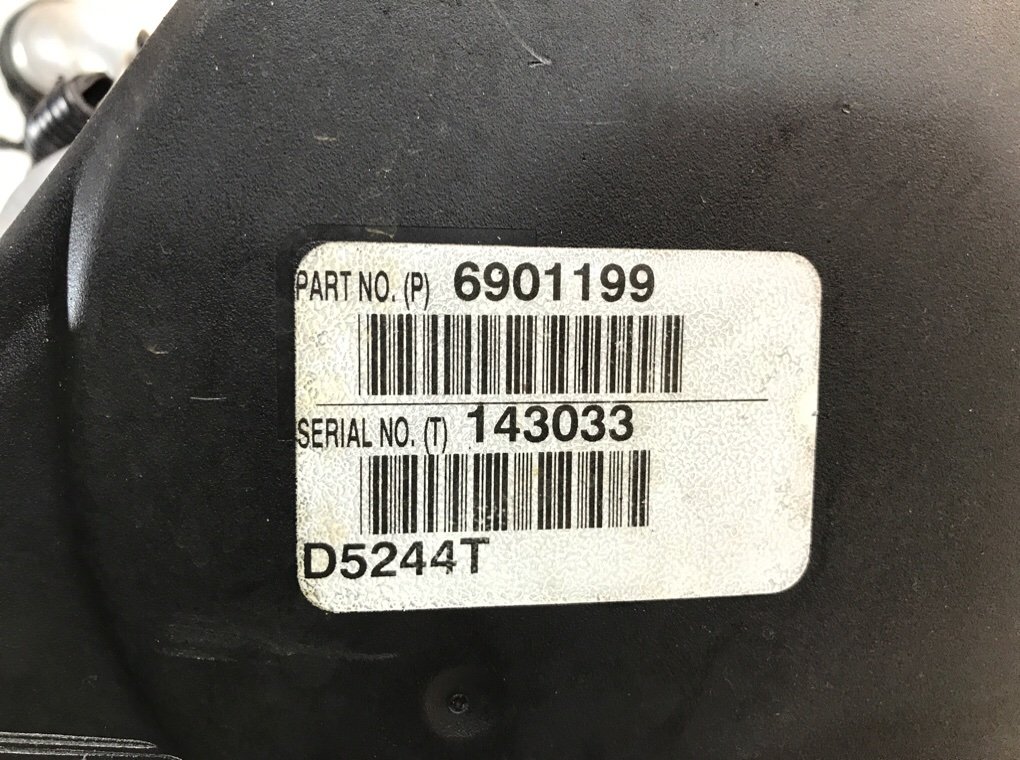 PART NO. (P) 6901199
SERIAL NO. (T) 143033
D5244T